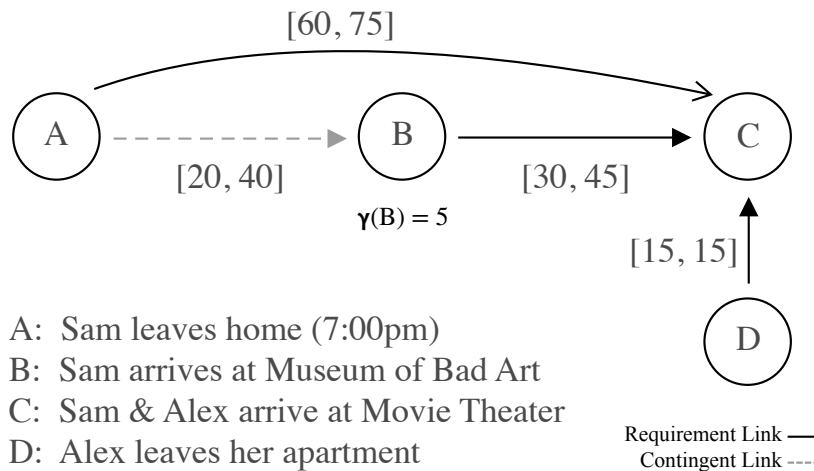 [60, 75]
A
B
C
[20, 40]
[30, 45]
γ(B) = 5
[15, 15]
D
A: Sam leaves home (7:00pm)
B: Sam arrives at Museum of Bad Art
C: Sam & Alex arrive at Movie Theater
D: Alex leaves her apartment
Requirement Link
Contingent Link